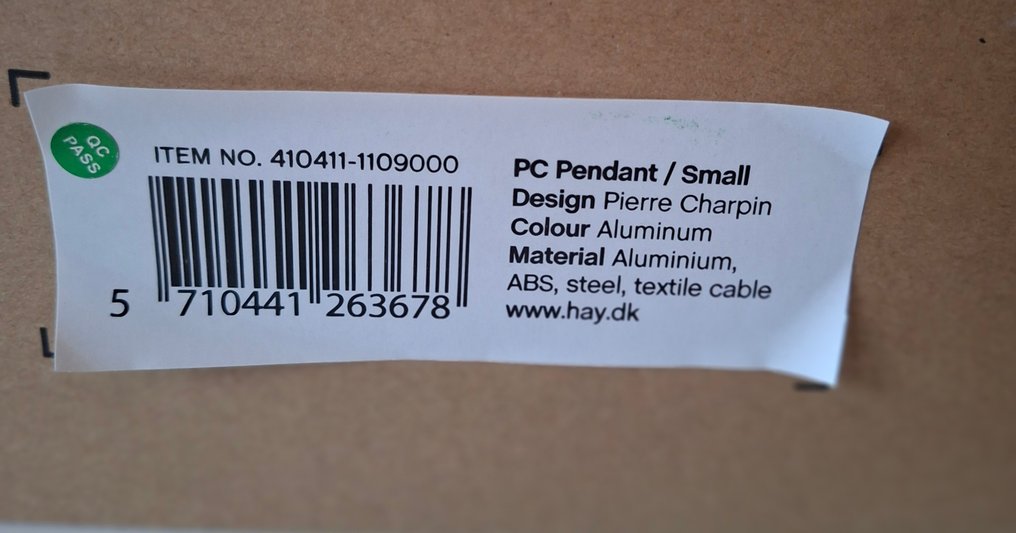 QC
PASS
ITEM NO. 410411-1109000
5 710441 263678
PC Pendant / Small
Design Pierre Charpin
Colour Aluminum
Material Aluminium,
ABS, steel, textile cable
www.hay.dk